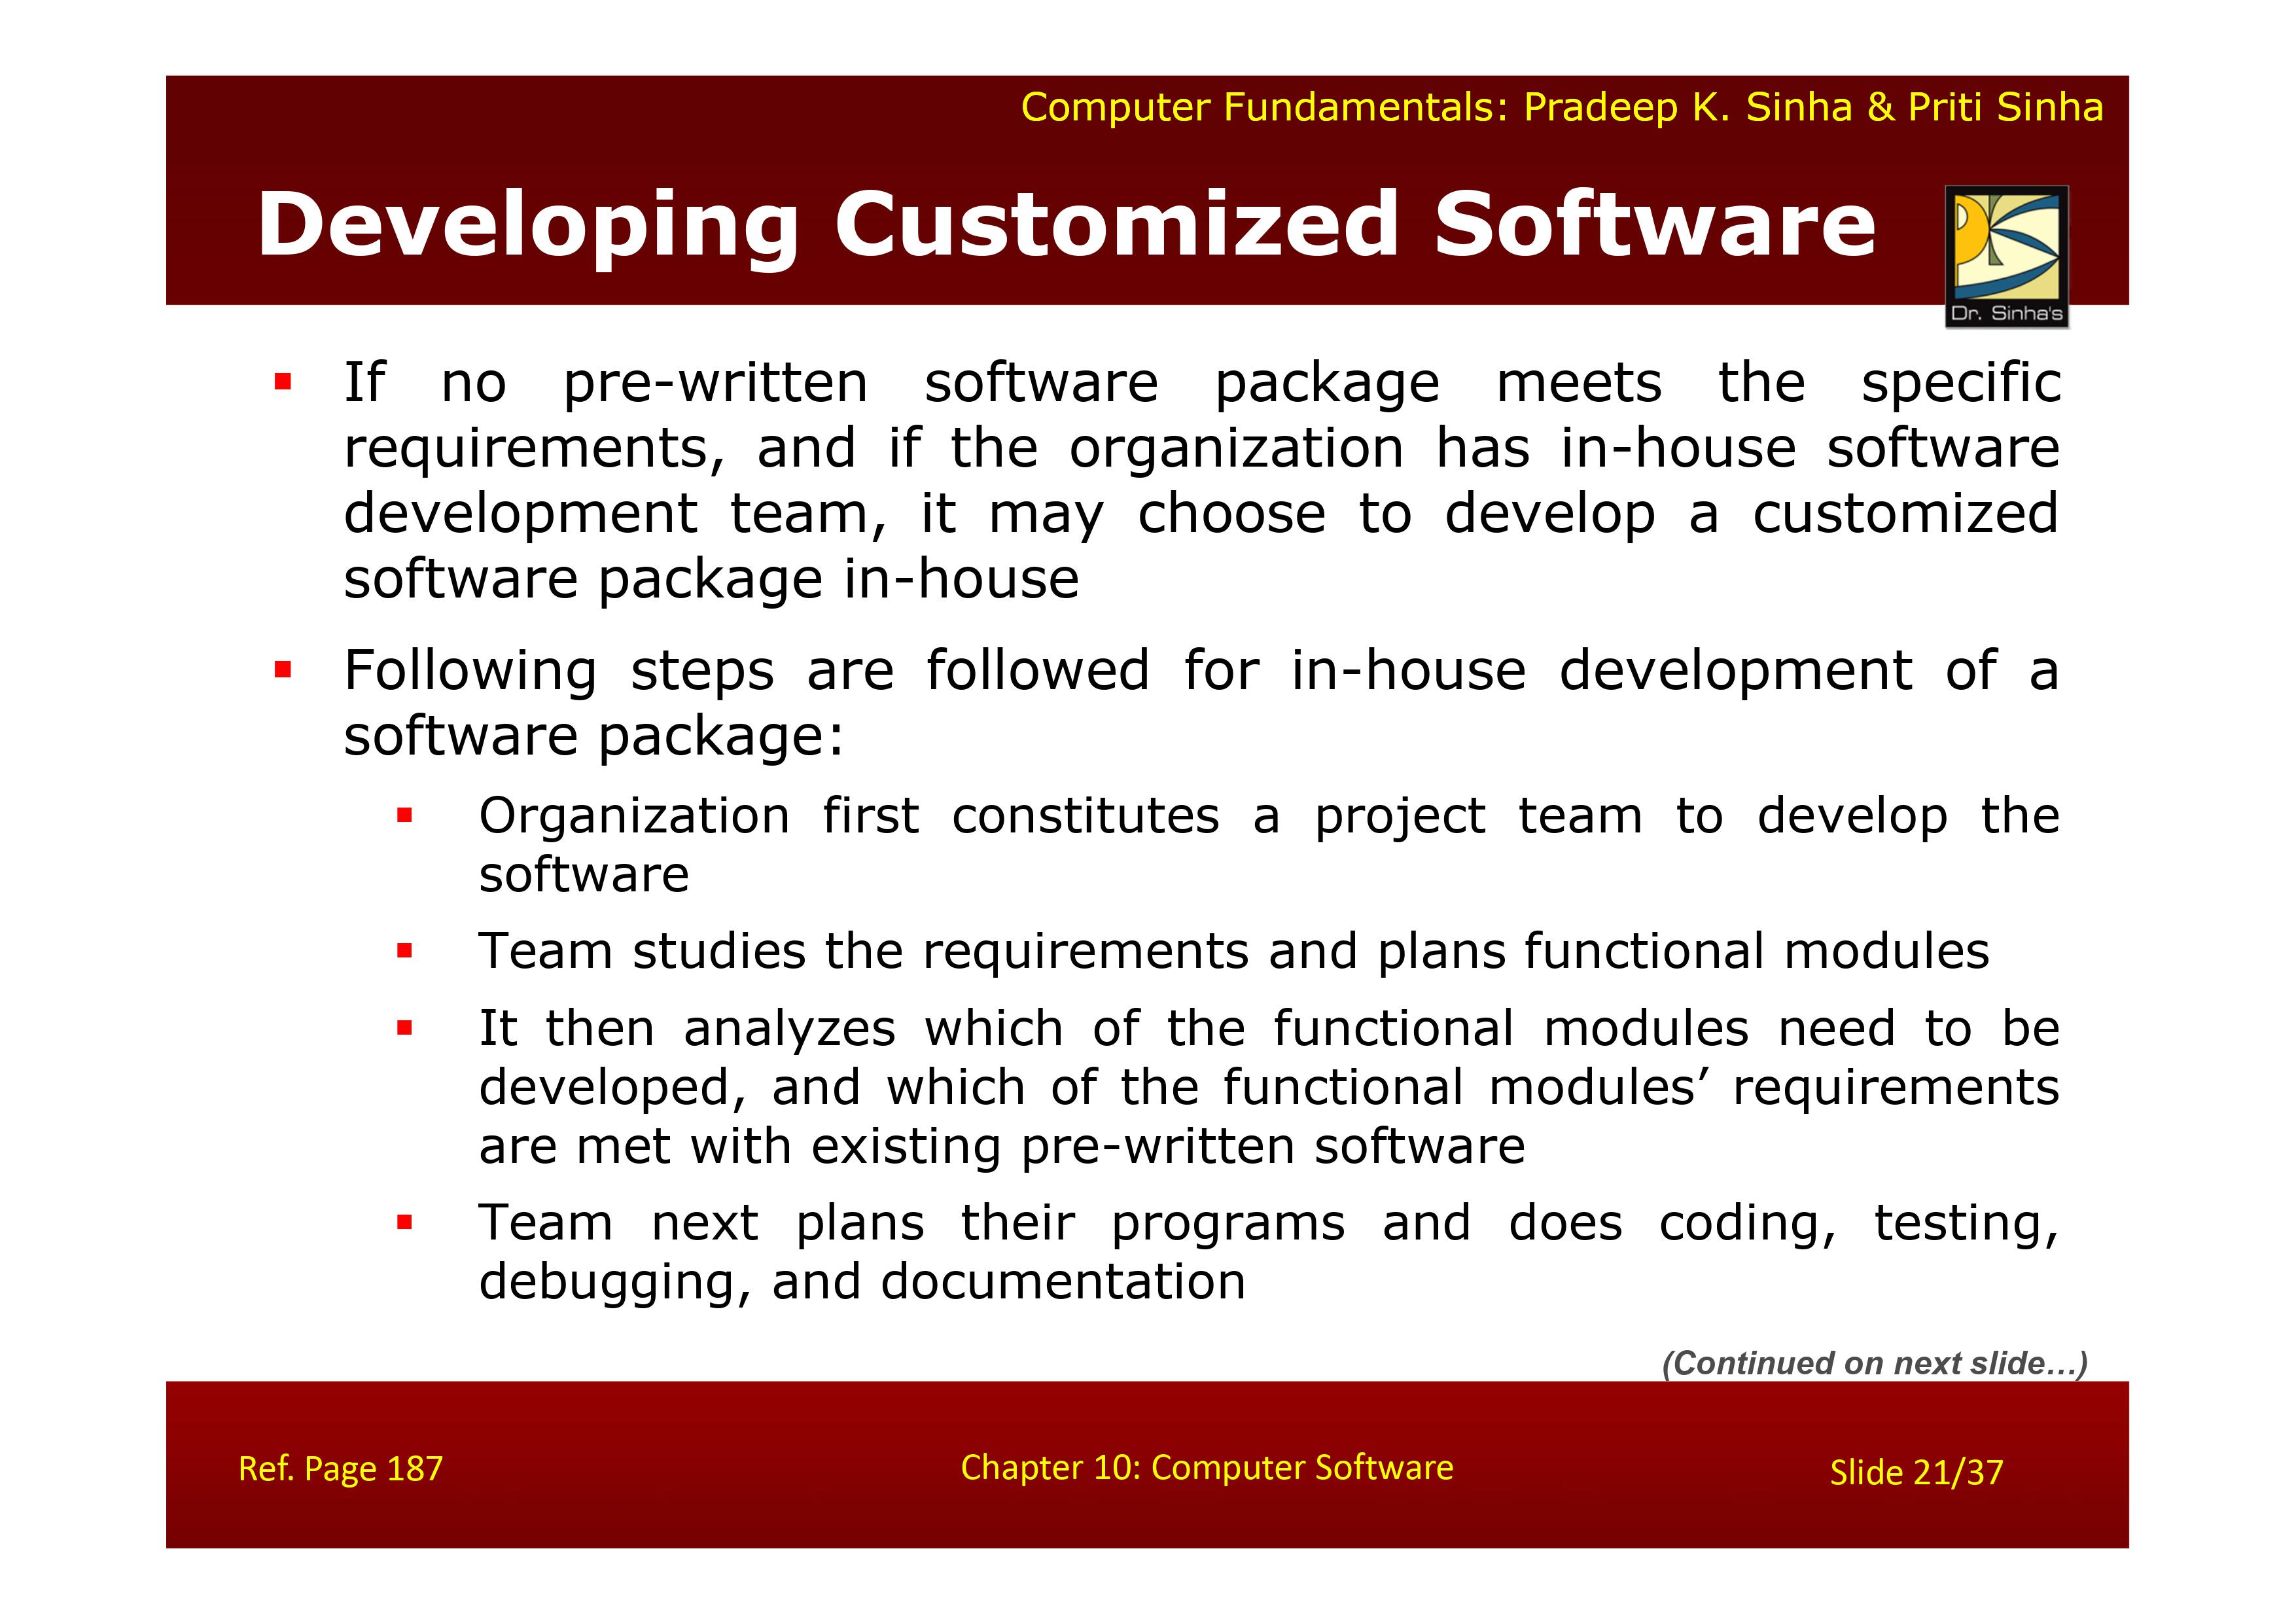 Computer Fundamentals: Pradeep K. Sinha & Priti Sinha
Developing Customized Software
Dr. Sinha's
▪ If no pre-written software package meets the specific
requirements, and if the organization has in-house software
development team, it may choose to develop a customized
software package in-house
▪ Following steps are followed for in-house development of a
software package:
▪ Organization first constitutes a project team to develop the
software
▪ Team studies the requirements and plans functional modules
▪ It then analyzes which of the functional modules need to be
developed, and which of the functional modules’ requirements
are met with existing pre-written software
▪ Team next plans their programs and does coding, testing,
debugging, and documentation
(Continued on next slide…)
Ref. Page 187
Chapter 10: Computer Software
Slide 21/37